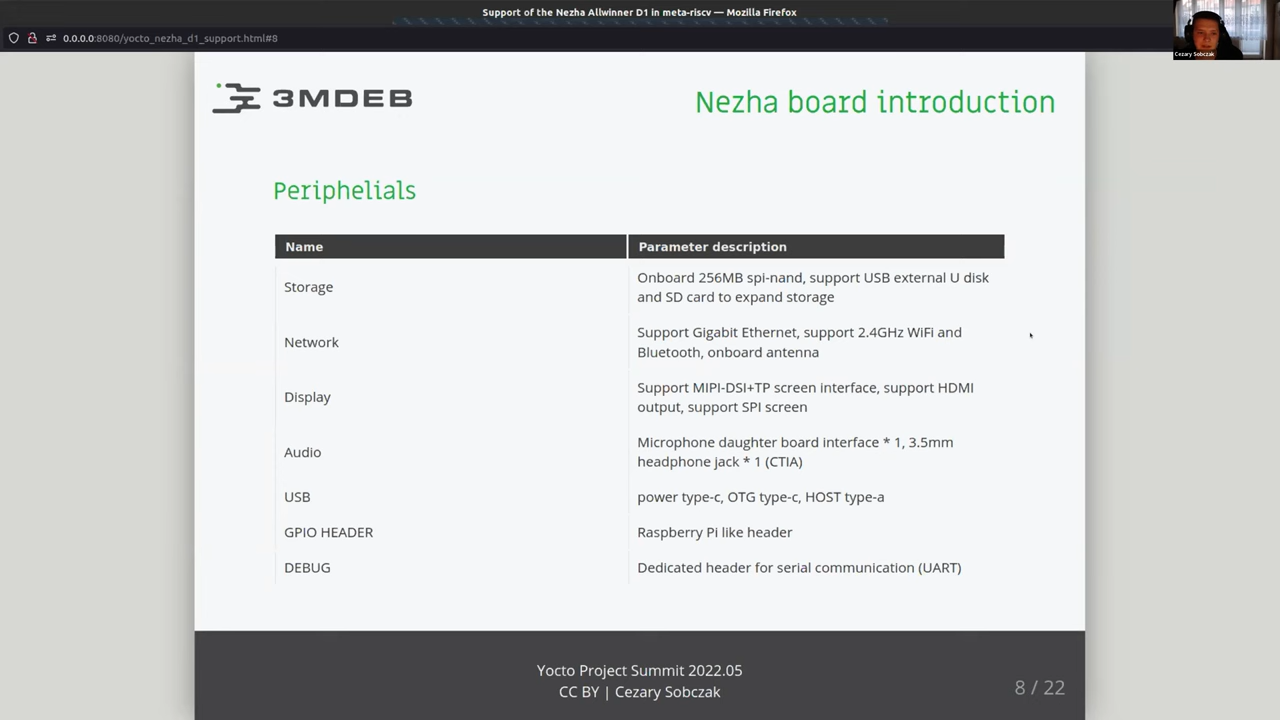 Support of the Nezha Allwinner D1 in meta-riscv — Mozilla Firefox
0.0.0.0:8080/yocto_nezha_d1_support.html#8
Cezary Sobczak
3MDEB
Nezha board introduction
Periphelials
Name
Parameter description
Storage
Onboard 256MB spi-nand, support USB external U disk
and SD card to expand storage
Network
Support Gigabit Ethernet, support 2.4GHz WiFi and
Bluetooth, onboard antenna
Display
Support MIPI-DSI+TP screen interface, support HDMI
output, support SPI screen
Audio
Microphone daughter board interface * 1, 3.5mm
headphone jack * 1 (CTIA)
USB
power type-c, OTG type-c, HOST type-a
GPIO HEADER
Raspberry Pi like header
DEBUG
Dedicated header for serial communication (UART)
Yocto Project Summit 2022.05
CC BY | Cezary Sobczak
8 / 22